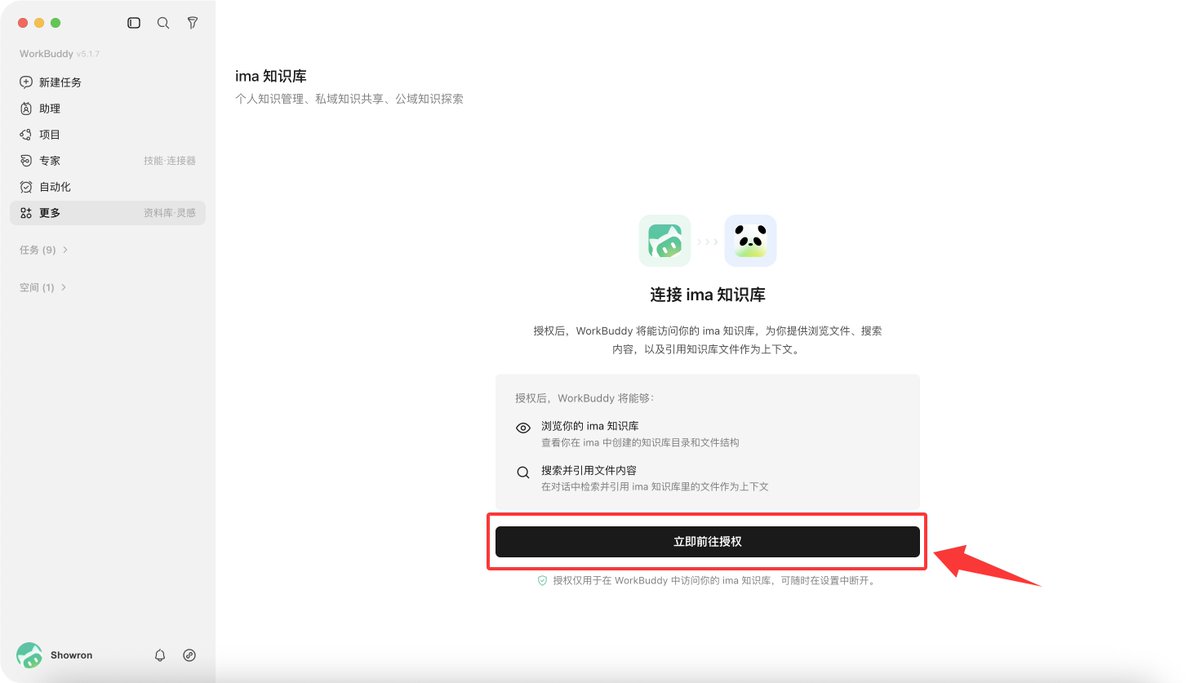 WorkBuddy v5.1.7
新建任务
助理
项目
专家 技能·连接器
自动化
更多 资料库·灵感
任务 (9)
空间 (1)
Showron
ima 知识库
个人知识管理、私域知识共享、公域知识探索
连接 ima 知识库
授权后，WorkBuddy 将能访问你的 ima 知识库，为你提供浏览文件、搜索
内容，以及引用知识库文件作为上下文。
授权后，WorkBuddy 将能够：
浏览你的 ima 知识库
查看你在 ima 中创建的知识库目录和文件结构
搜索并引用文件内容
在对话中检索并引用 ima 知识库里的文件作为上下文
立即前往授权
授权仅用于在 WorkBuddy 中访问你的 ima 知识库，可随时在设置中断开。